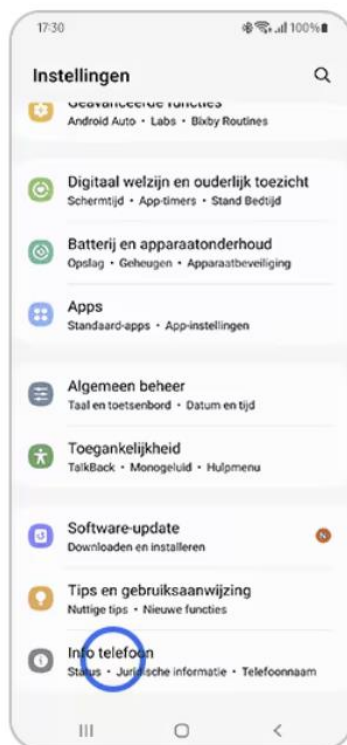 17:30 100%
Instellingen
Geavanceerde functies
Android Auto • Labs • Bixby Routines
Digitaal welzijn en ouderlijk toezicht
Schermtijd • App-timers • Stand Bedtijd
Batterij en apparaatonderhoud
Opslag • Geheugen • Apparaatbeveiliging
Apps
Standaard-apps • App-instellingen
Algemeen beheer
Taal en toetsenbord • Datum en tijd
Toegankelijkheid
TalkBack • Monogeluid • Hulpmenu
Software-update
Downloaden en installeren
Tips en gebruiksaanwijzing
Nuttige tips • Nieuwe functies
Info telefoon
Status • Juridische informatie • Telefoonnaam